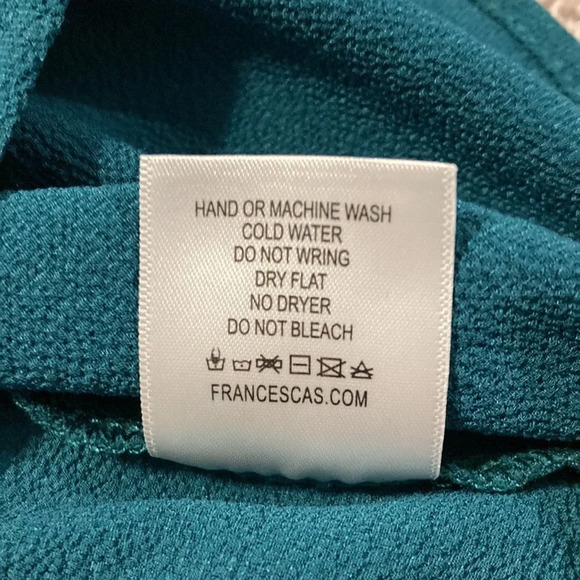 HAND OR MACHINE WASH
COLD WATER
DO NOT WRING
DRY FLAT
NO DRYER
DO NOT BLEACH
FRANCESCAS.COM